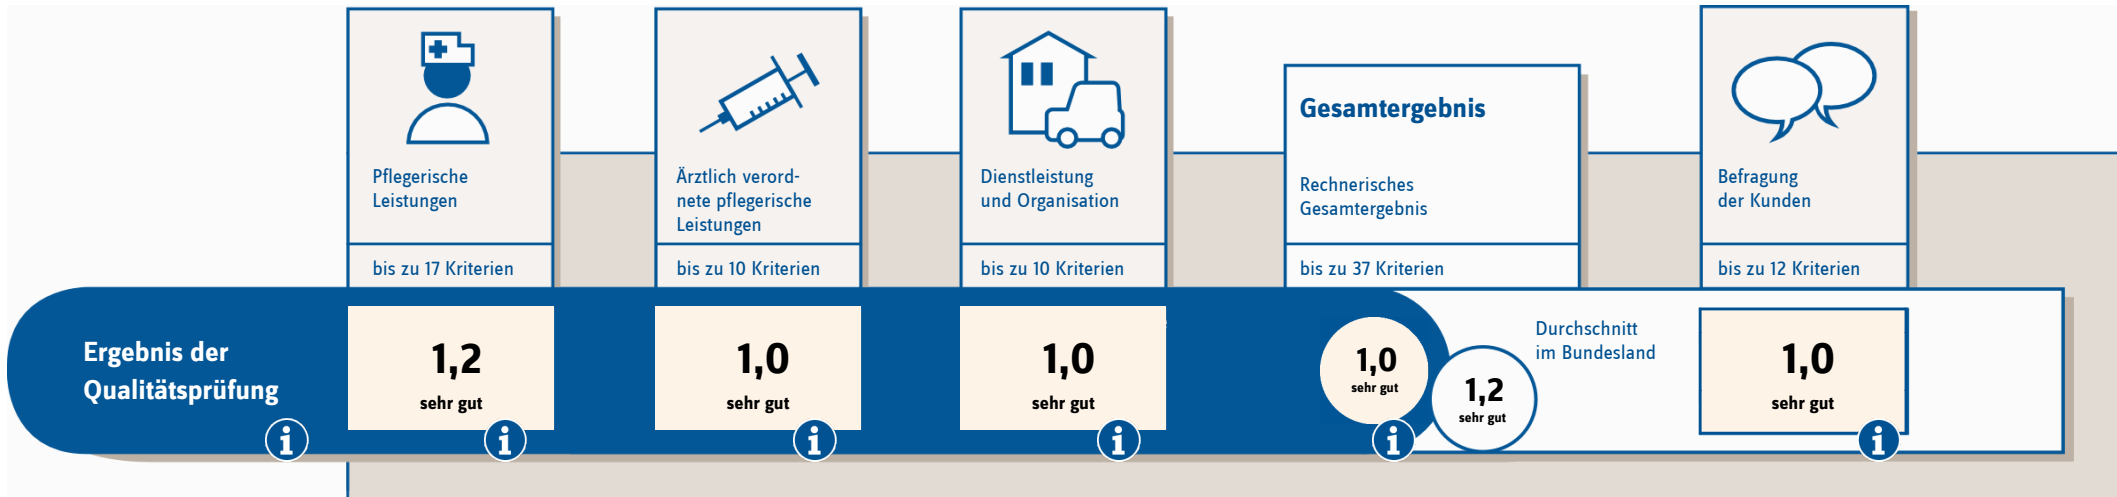 Pflegerische
Leistungen
bis zu 17 Kriterien
Ärztlich verord-
nete pflegerische
Leistungen
bis zu 10 Kriterien
Dienstleistung
und Organisation
bis zu 10 Kriterien
Gesamtergebnis
Rechnerisches
Gesamtergebnis
bis zu 37 Kriterien
Befragung
der Kunden
bis zu 12 Kriterien
Ergebnis der
Qualitätsprüfung
i
1,2
sehr gut
i
1,0
sehr gut
i
1,0
sehr gut
i
1,0
sehr gut
i
1,2
sehr gut
Durchschnitt
im Bundesland
1,0
sehr gut
i